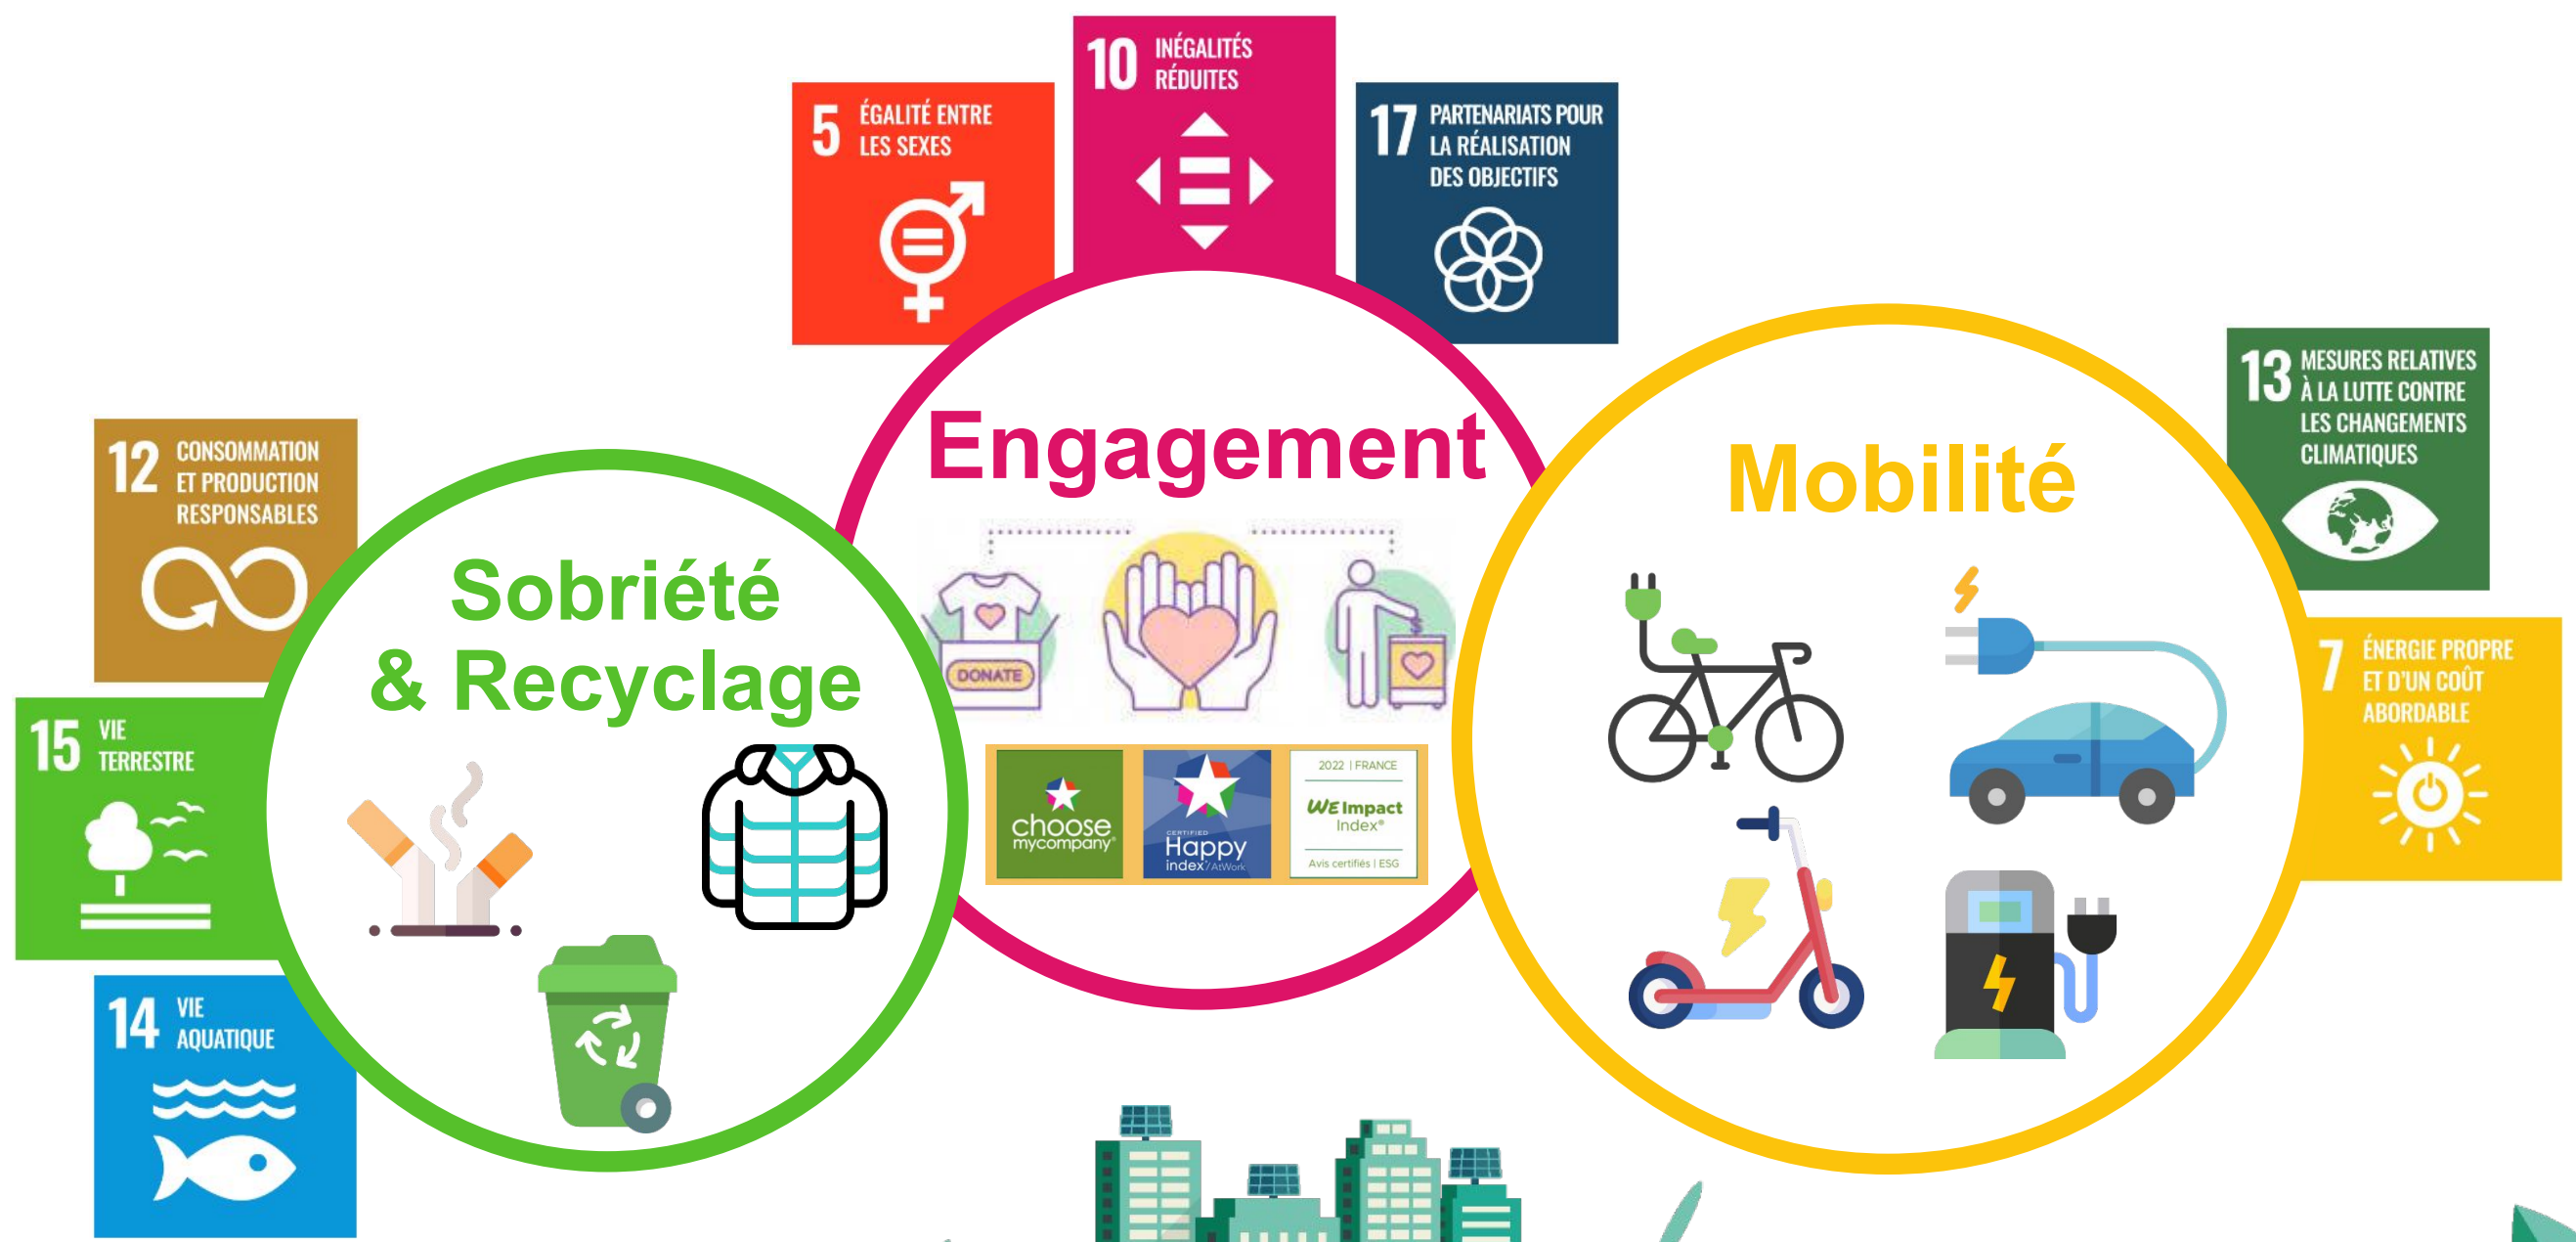 10 INÉGALITÉS
RÉDUITES
5 ÉGALITÉ ENTRE
LES SEXES
17 PARTENARIATS POUR
LA RÉALISATION
DES OBJECTIFS
13 MESURES RELATIVES
À LA LUTTE CONTRE
LES CHANGEMENTS
CLIMATIQUES
12 CONSOMMATION
ET PRODUCTION
RESPONSABLES
Engagement
Mobilité
Sobriété
& Recyclage
DONATE
7 ÉNERGIE PROPRE
ET D'UN COÛT
ABORDABLE
15 VIE
TERRESTRE
choose
mycompany®
CERTIFIED
Happy
index®/AtWork
2022 | FRANCE
WE Impact
Index®
Avis certifiés | ESG
14 VIE
AQUATIQUE